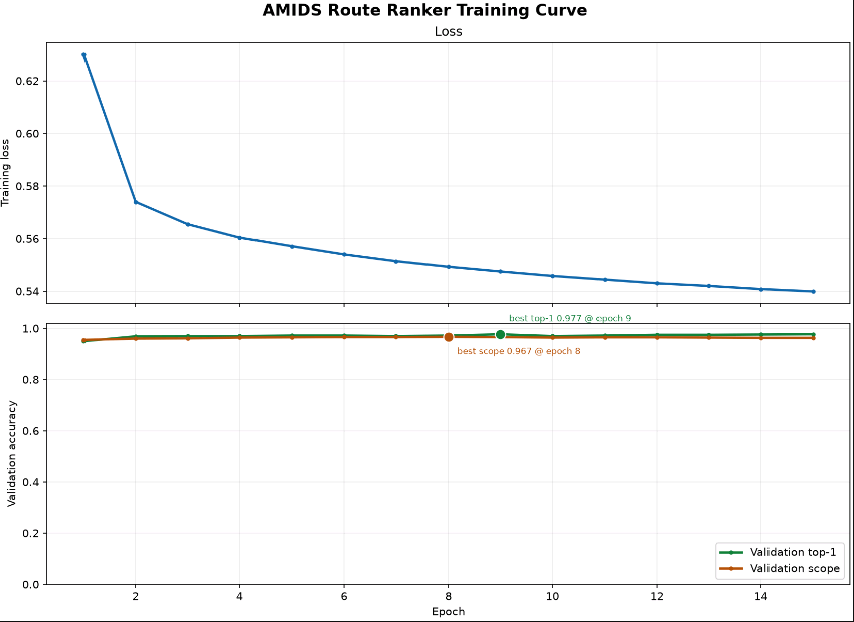 AMIDS Route Ranker Training Curve
Loss
Training loss
0.62
0.60
0.58
0.56
0.54
best top-1 0.977 @ epoch 9
best scope 0.967 @ epoch 8
Validation accuracy
1.0
0.8
0.6
0.4
0.2
0.0
Validation top-1
Validation scope
2 4 6 8 10 12 14
Epoch